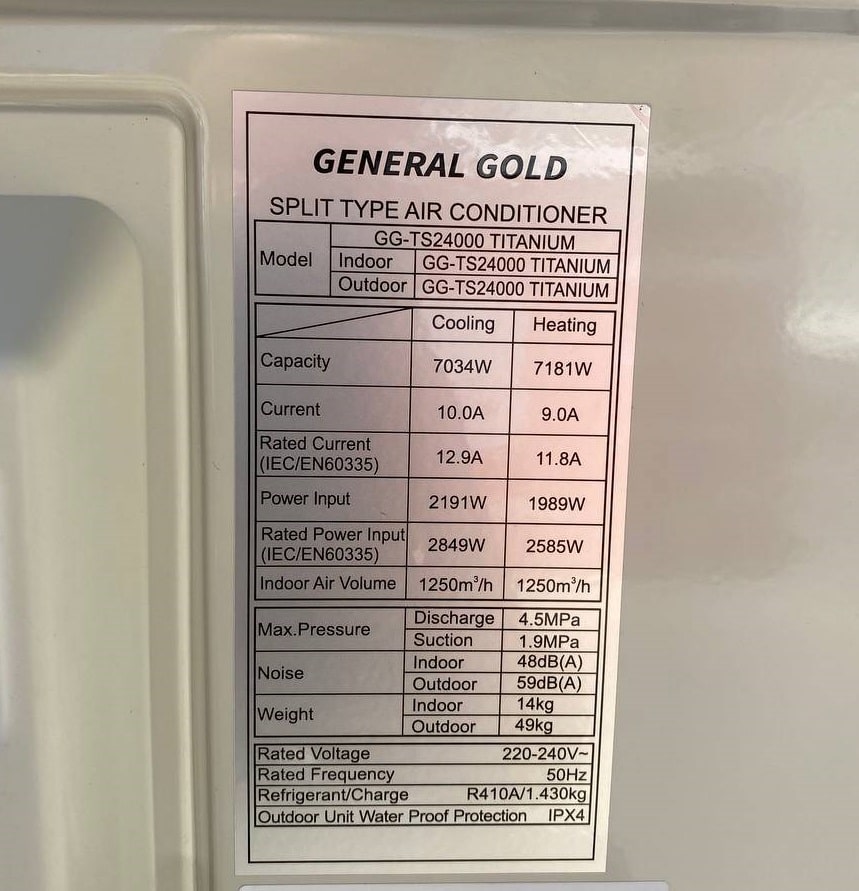 GENERAL GOLD
SPLIT TYPE AIR CONDITIONER
Model GG-TS24000 TITANIUM
Indoor GG-TS24000 TITANIUM
Outdoor GG-TS24000 TITANIUM
Cooling Heating
Capacity 7034W 7181W
Current 10.0A 9.0A
Rated Current (IEC/EN60335) 12.9A 11.8A
Power Input 2191W 1989W
Rated Power Input (IEC/EN60335) 2849W 2585W
Indoor Air Volume 1250m³/h 1250m³/h
Max.Pressure Discharge 4.5MPa
Suction 1.9MPa
Noise Indoor 48dB(A)
Outdoor 59dB(A)
Weight Indoor 14kg
Outdoor 49kg
Rated Voltage 220-240V~
Rated Frequency 50Hz
Refrigerant/Charge R410A/1.430kg
Outdoor Unit Water Proof Protection IPX4